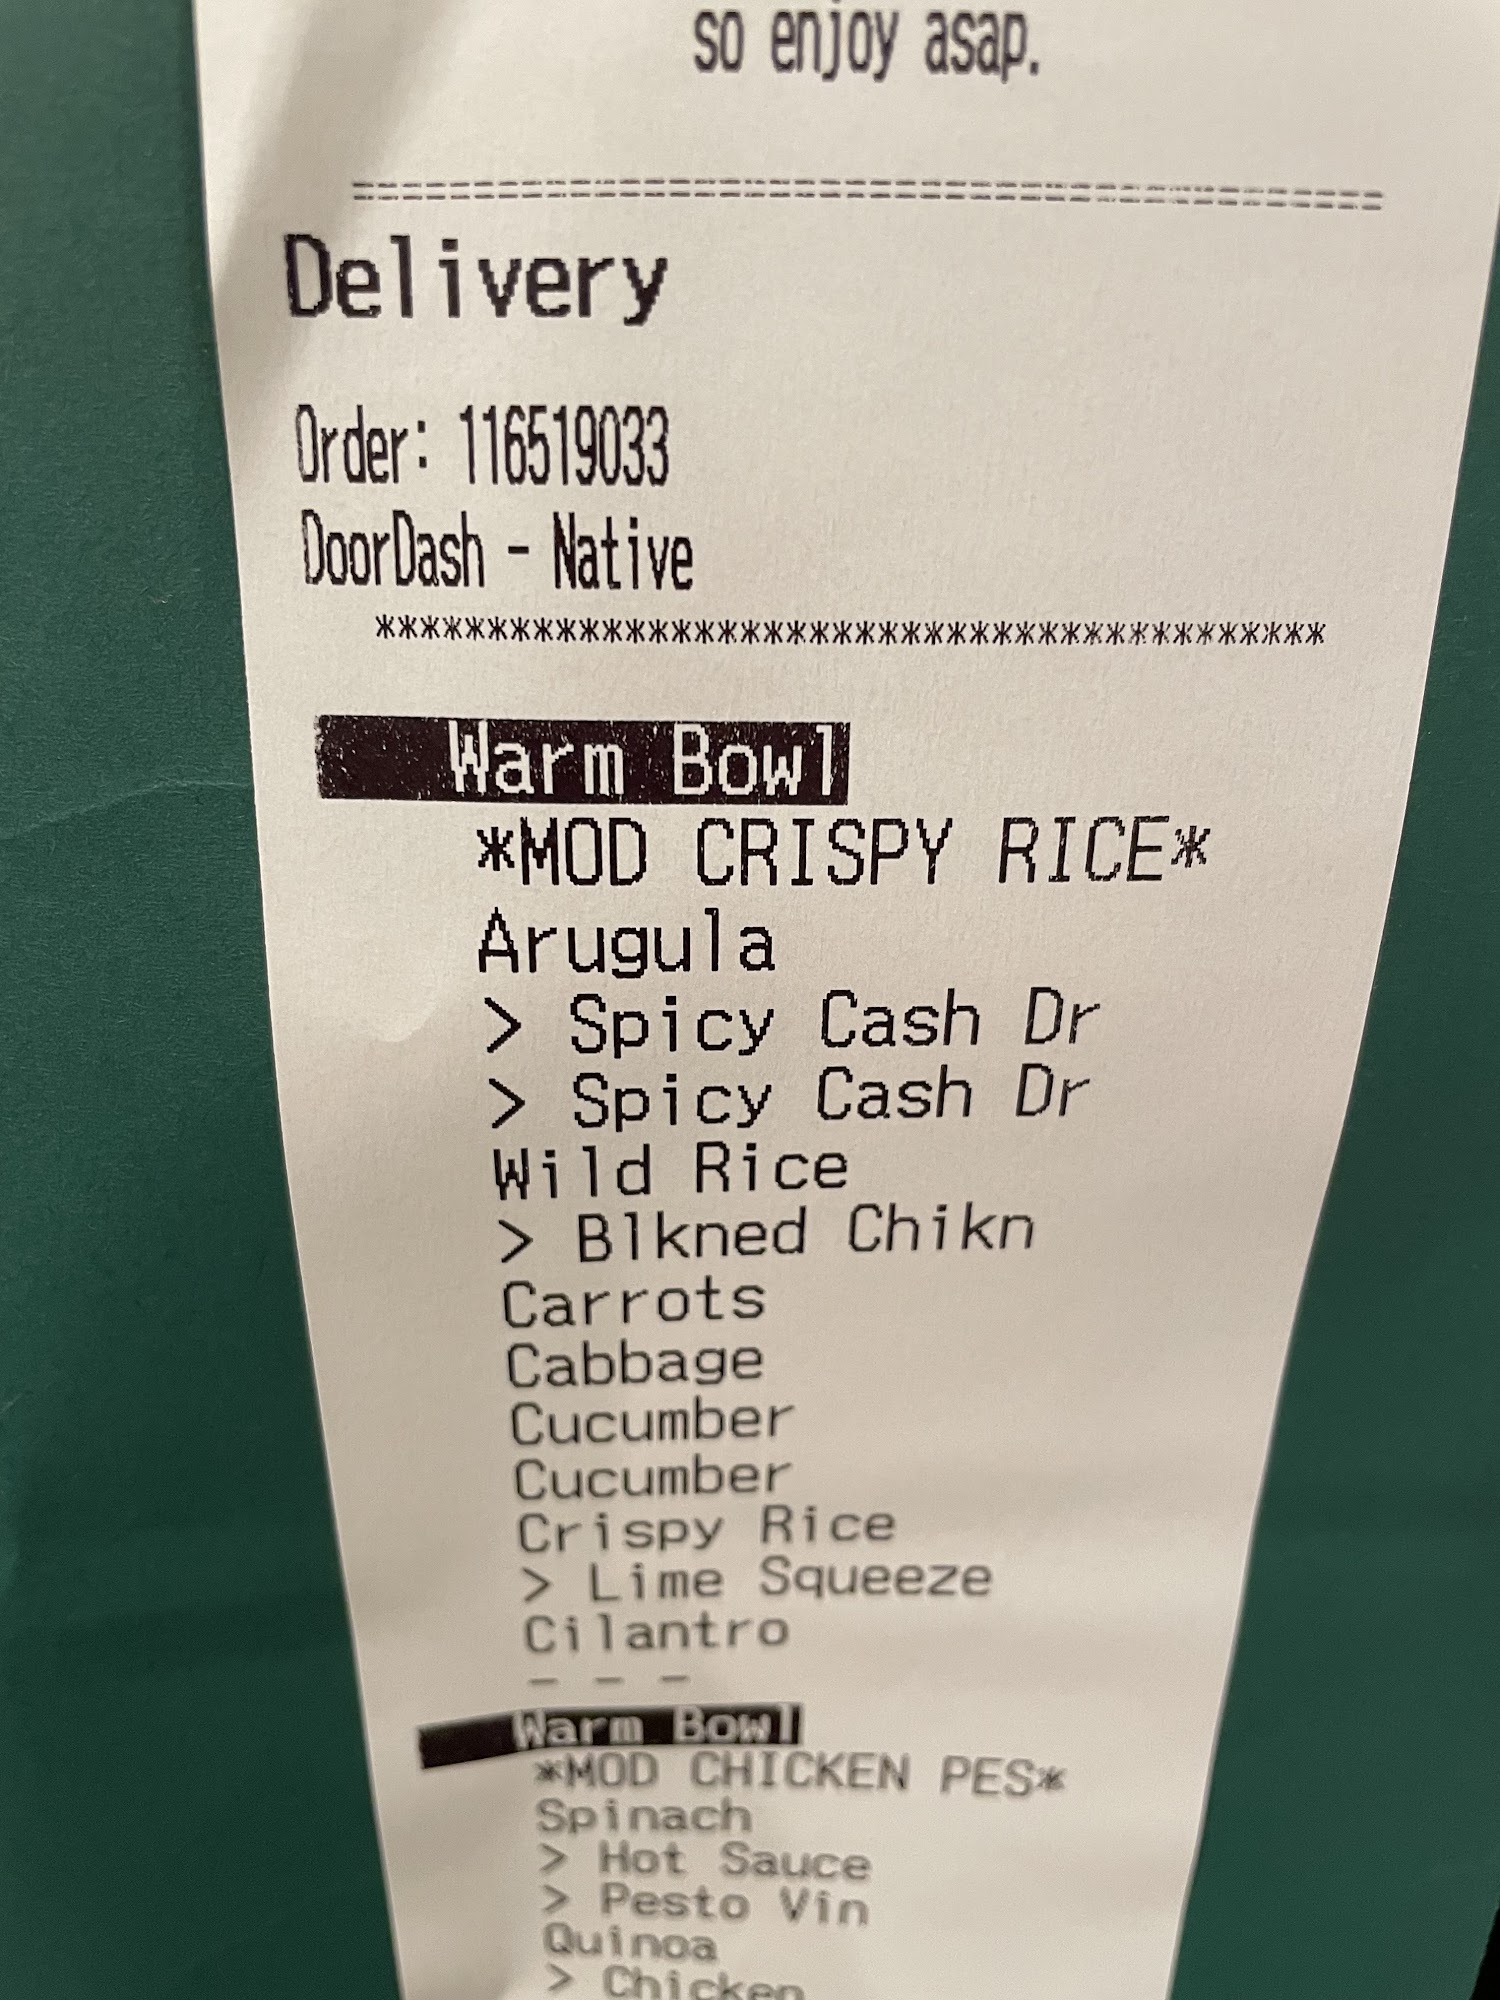 so enjoy asap.
==============================================
Delivery
Order: 116519033
DoorDash - Native
******************************************
Warm Bowl
*MOD CRISPY RICE*
Arugula
> Spicy Cash Dr
> Spicy Cash Dr
Wild Rice
> Blkned Chikn
Carrots
Cabbage
Cucumber
Cucumber
Crispy Rice
> Lime Squeeze
Cilantro
- - -
Warm Bowl
*MOD CHICKEN PES*
Spinach
> Hot Sauce
> Pesto Vin
Quinoa
> Chicken